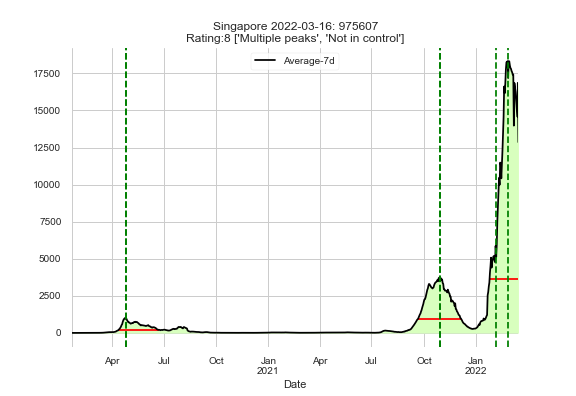 Singapore 2022-03-16: 975607
Rating:8 ['Multiple peaks', 'Not in control']
Average-7d
17500
15000
12500
10000
7500
5000
2500
0
Apr Jul Oct Jan Apr Jul Oct Jan
2021 2022
Date